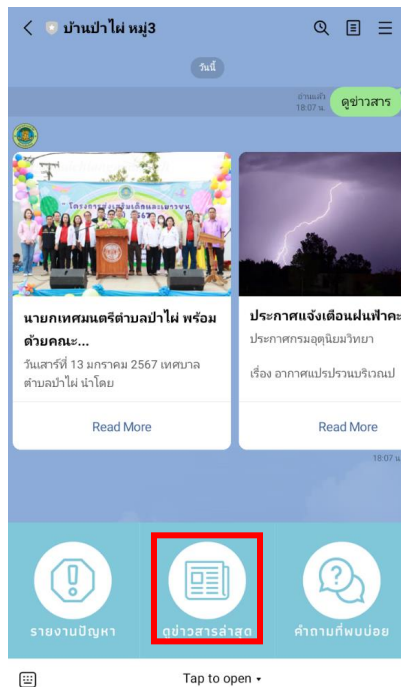 บ้านป่าไผ่ หมู่3
วันนี้
อ่านแล้ว
18:07 น.
ดูข่าวสาร
นายกเทศมนตรีตำบลป่าไผ่ พร้อม
ด้วยคณะ...
วันเสาร์ที่ 13 มกราคม 2567 เทศบาล
ตำบลป่าไผ่ นำโดย
Read More
ประกาศแจ้งเตือนฝนฟ้าคะ
ประกาศกรมอุตุนิยมวิทยา
เรื่อง อากาศแปรปรวนบริเวณป
Read More
18:07 น
รายงานปัญหา
ดูข่าวสารล่าสุด
คำถามที่พบบ่อย
Tap to open